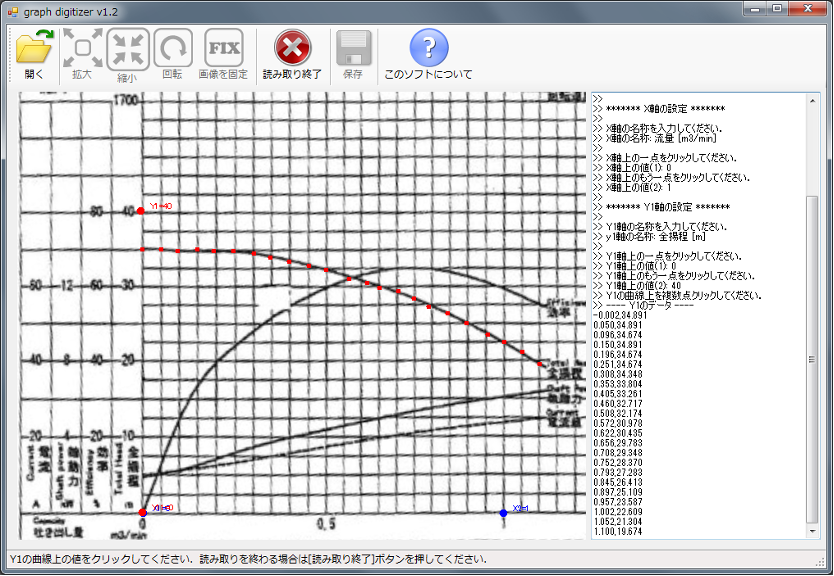 graph digitizer v1.2
開く
拡大
縮小
回転
FIX
画像を固定
読み取り終了
保存
?
このソフトについて
1700
Y1=40
80 40
50 12 60 30
40 8 40 20
20 4 20 10
Efficiency
効率
Total Head
全揚程
Shaft Power
軸動力
Current
電流値
Current
電流
Shaft power
軸動力
Efficiency
効率
Total Head
全揚程
A kW % m
X2=1
0 0,5 1
Capacity
吐き出し量 m3/min
>>
>> ******* X軸の設定 *******
>>
>> X軸の名称を入力してください.
>> X軸の名称: 流量 [m3/min]
>>
>> X軸上の一点をクリックしてください.
>> X軸上の値(1): 0
>> X軸上のもう一点をクリックしてください.
>> X軸上の値(2): 1
>>
>> ******* Y1軸の設定 *******
>>
>> Y1軸の名称を入力してください.
>> y1軸の名称: 全揚程 [m]
>>
>> Y1軸上の一点をクリックしてください.
>> Y1軸上の値(1): 0
>> Y1軸上のもう一点をクリックしてください.
>> Y1軸上の値(2): 40
>> Y1の曲線上を複数点クリックしてください.
>> ---- Y1のデータ ----
-0.002,34.891
0.050,34.891
0.096,34.674
0.150,34.891
0.196,34.674
0.251,34.674
0.308,34.348
0.353,33.804
0.405,33.261
0.460,32.717
0.508,32.174
0.572,30.978
0.622,30.435
0.656,29.783
0.708,29.348
0.752,28.370
0.793,27.283
0.845,26.413
0.897,25.109
0.957,23.587
1.002,22.609
1.052,21.304
1.100,19.674
Y1の曲線上の値をクリックしてください. 読み取りを終わる場合は[読み取り終了]ボタンを押してください.